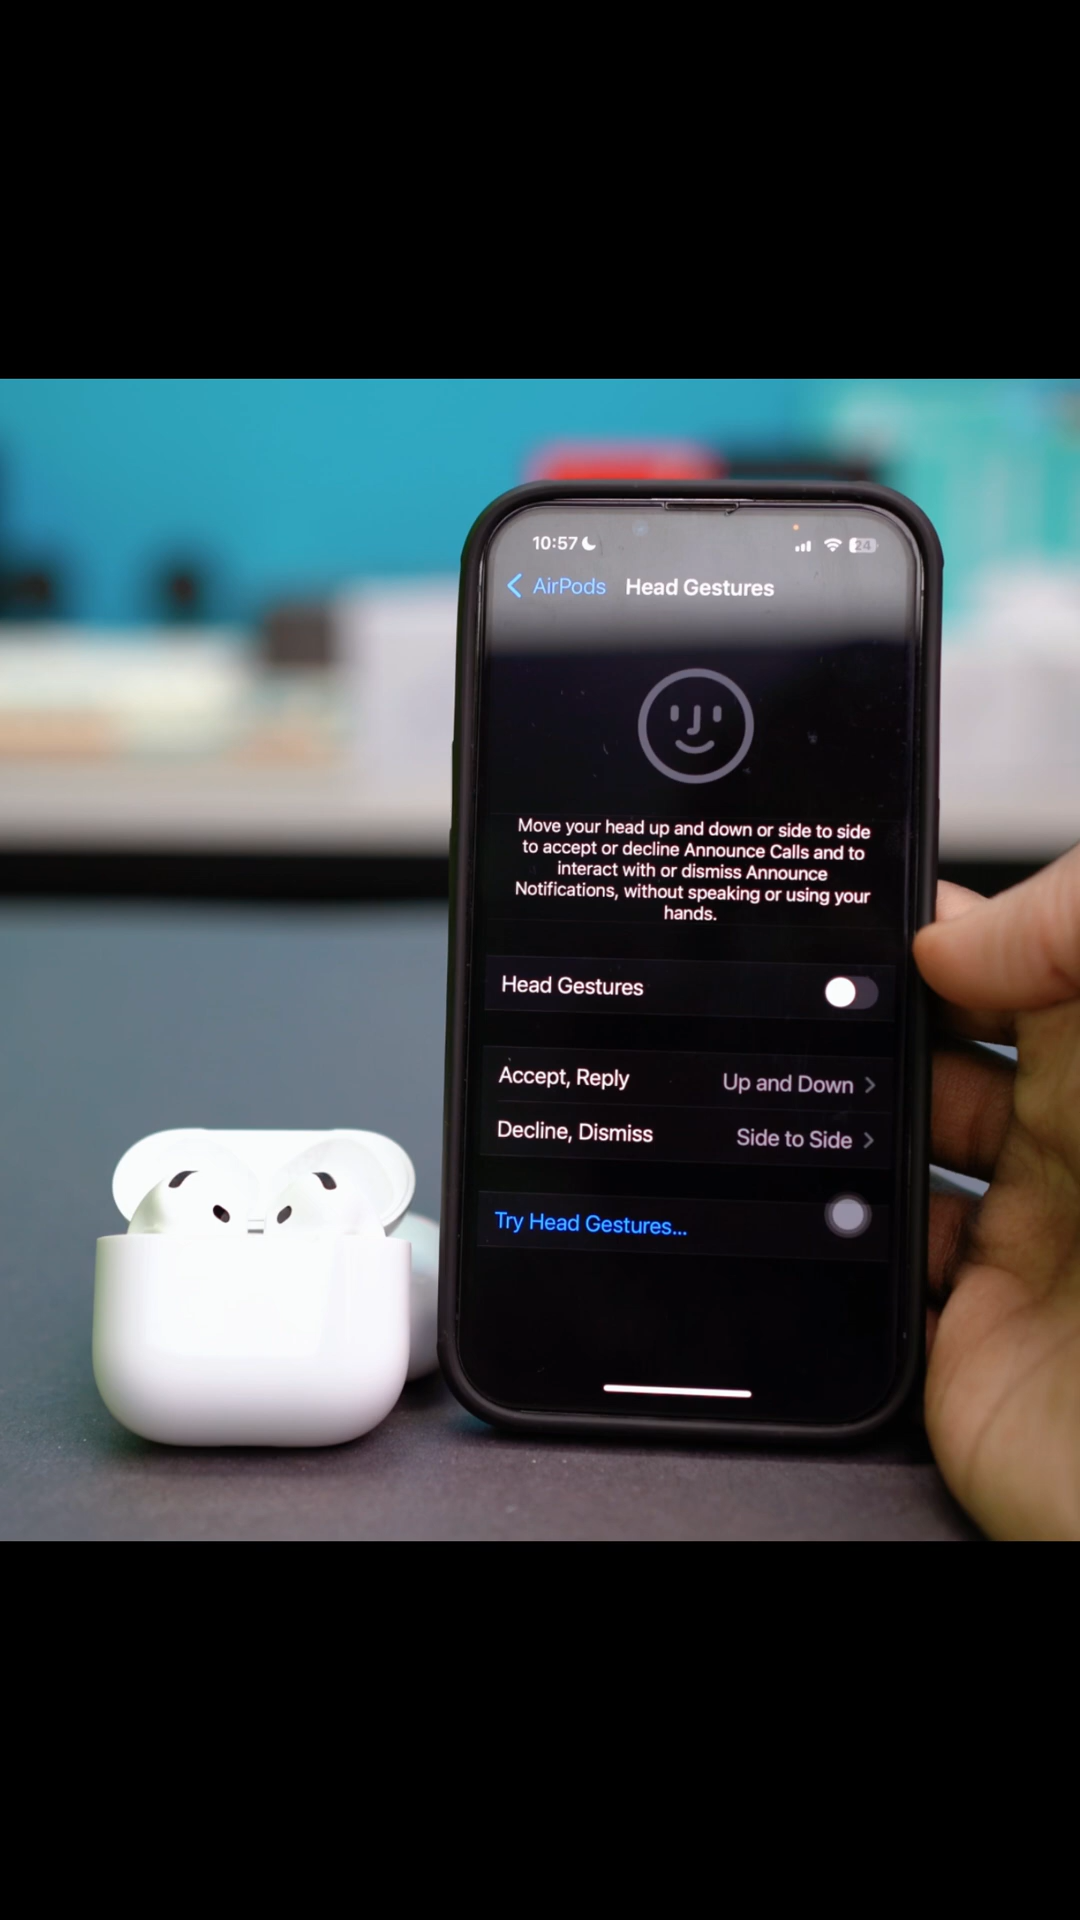 10:57
24
AirPods Head Gestures
Move your head up and down or side to side
to accept or decline Announce Calls and to
interact with or dismiss Announce
Notifications, without speaking or using your
hands.
Head Gestures
Accept, Reply Up and Down
Decline, Dismiss Side to Side
Try Head Gestures...